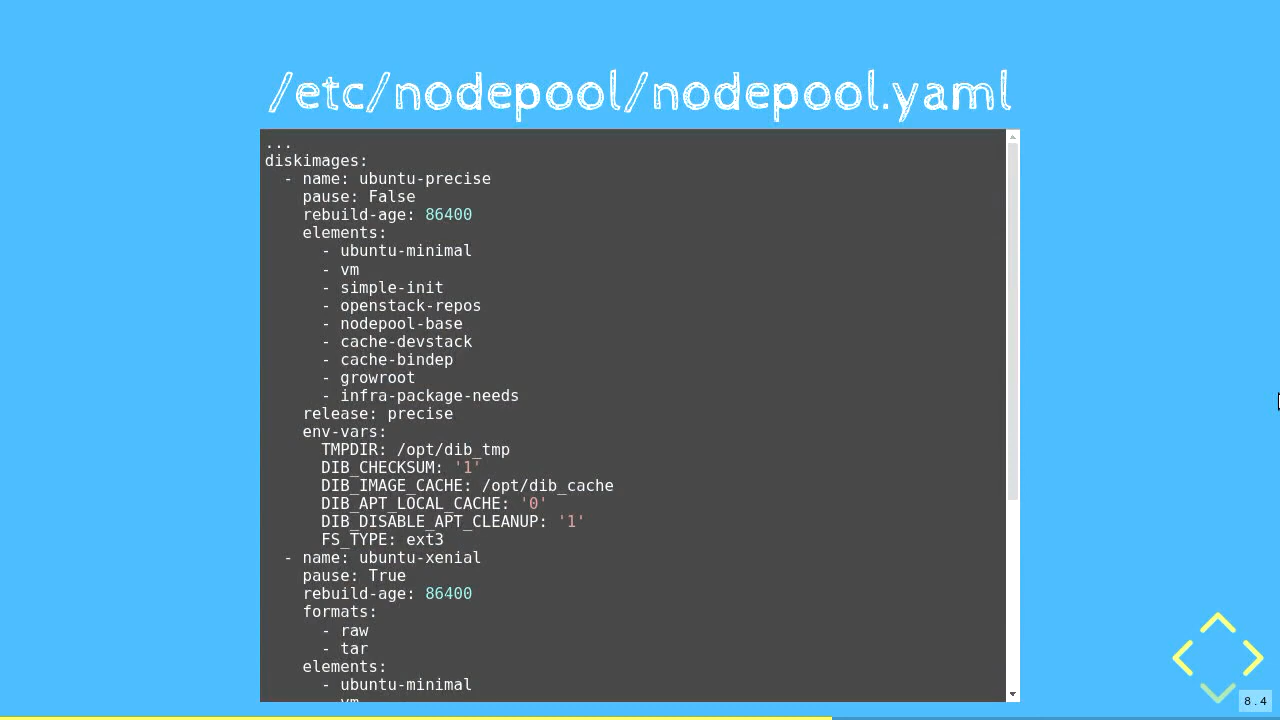 /etc/nodepool/nodepool.yaml
...
diskimages:
  - name: ubuntu-precise
    pause: False
    rebuild-age: 86400
    elements:
      - ubuntu-minimal
      - vm
      - simple-init
      - openstack-repos
      - nodepool-base
      - cache-devstack
      - cache-bindep
      - growroot
      - infra-package-needs
    release: precise
    env-vars:
      TMPDIR: /opt/dib_tmp
      DIB_CHECKSUM: '1'
      DIB_IMAGE_CACHE: /opt/dib_cache
      DIB_APT_LOCAL_CACHE: '0'
      DIB_DISABLE_APT_CLEANUP: '1'
      FS_TYPE: ext3
  - name: ubuntu-xenial
    pause: True
    rebuild-age: 86400
    formats:
      - raw
      - tar
    elements:
      - ubuntu-minimal
      - vm
8.4